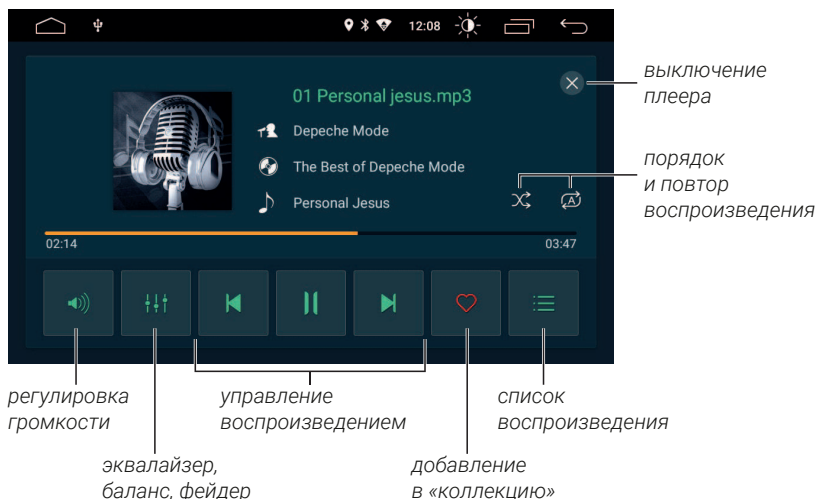 12:08
01 Personal jesus.mp3
Depeche Mode
The Best of Depeche Mode
Personal Jesus
A
02:14
03:47
выключение
плеера
порядок
и повтор
воспроизведения
регулировка
громкости
управление
воспроизведением
список
воспроизведения
эквалайзер,
баланс, фейдер
добавление
в «коллекцию»